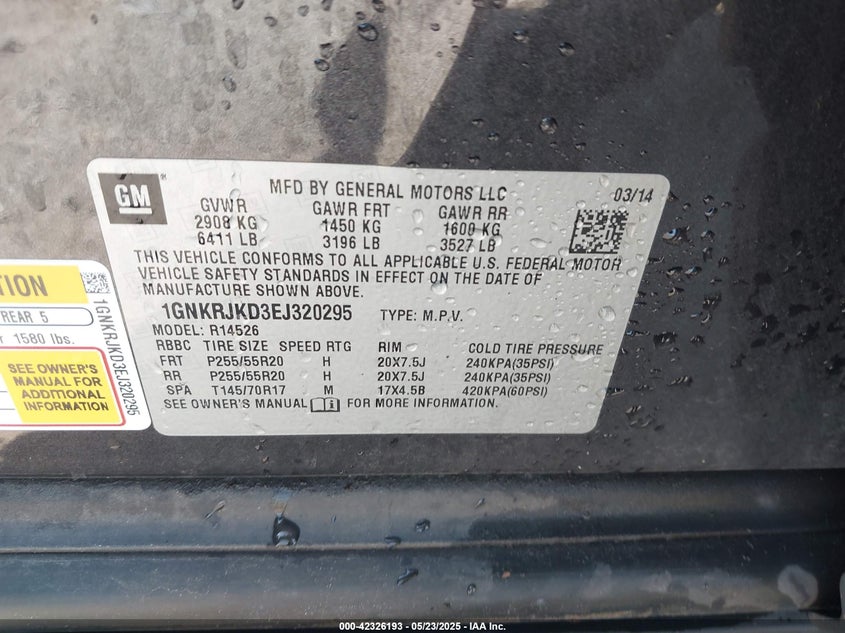 GM
MFD BY GENERAL MOTORS LLC
03/14
GVWR GAWR FRT GAWR RR
2908 KG 1450 KG 1600 KG
6411 LB 3196 LB 3527 LB
THIS VEHICLE CONFORMS TO ALL APPLICABLE U.S. FEDERAL MOTOR
VEHICLE SAFETY STANDARDS IN EFFECT ON THE DATE OF
MANUFACTURE SHOWN ABOVE.
1GNKRJKD3EJ320295 TYPE: M.P.V.
MODEL: R14526
RBBC TIRE SIZE SPEED RTG RIM COLD TIRE PRESSURE
FRT P255/55R20 H 20X7.5J 240KPA(35PSI)
RR P255/55R20 H 20X7.5J 240KPA(35PSI)
SPA T145/70R17 M 17X4.5B 420KPA(60PSI)
SEE OWNER'S MANUAL i FOR MORE INFORMATION.
REAR 5
1580 lbs.
SEE OWNER'S
MANUAL FOR
ADDITIONAL
INFORMATION
1GNKRJKD3EJ320295
000-42326193 - 05/23/2025 - IAA Inc.